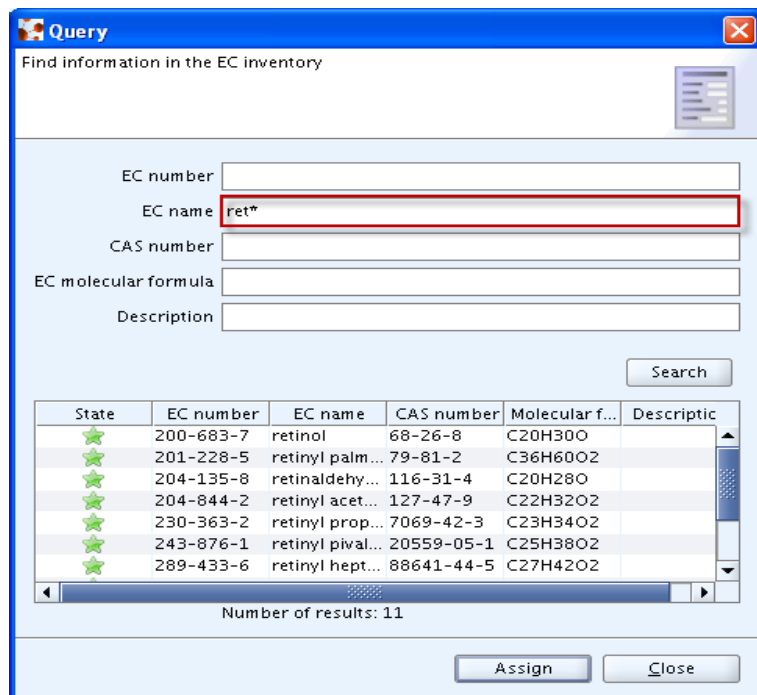 Query
Find information in the EC inventory
EC number
EC name ret*
CAS number
EC molecular formula
Description
Search
State EC number EC name CAS number Molecular f... Descriptic
200-683-7 retinol 68-26-8 C20H30O
201-228-5 retinyl palm... 79-81-2 C36H60O2
204-135-8 retinaldehy... 116-31-4 C20H28O
204-844-2 retinyl acet... 127-47-9 C22H32O2
230-363-2 retinyl prop... 7069-42-3 C23H34O2
243-876-1 retinyl pival... 20559-05-1 C25H38O2
289-433-6 retinyl hept... 88641-44-5 C27H42O2
Number of results: 11
Assign Close